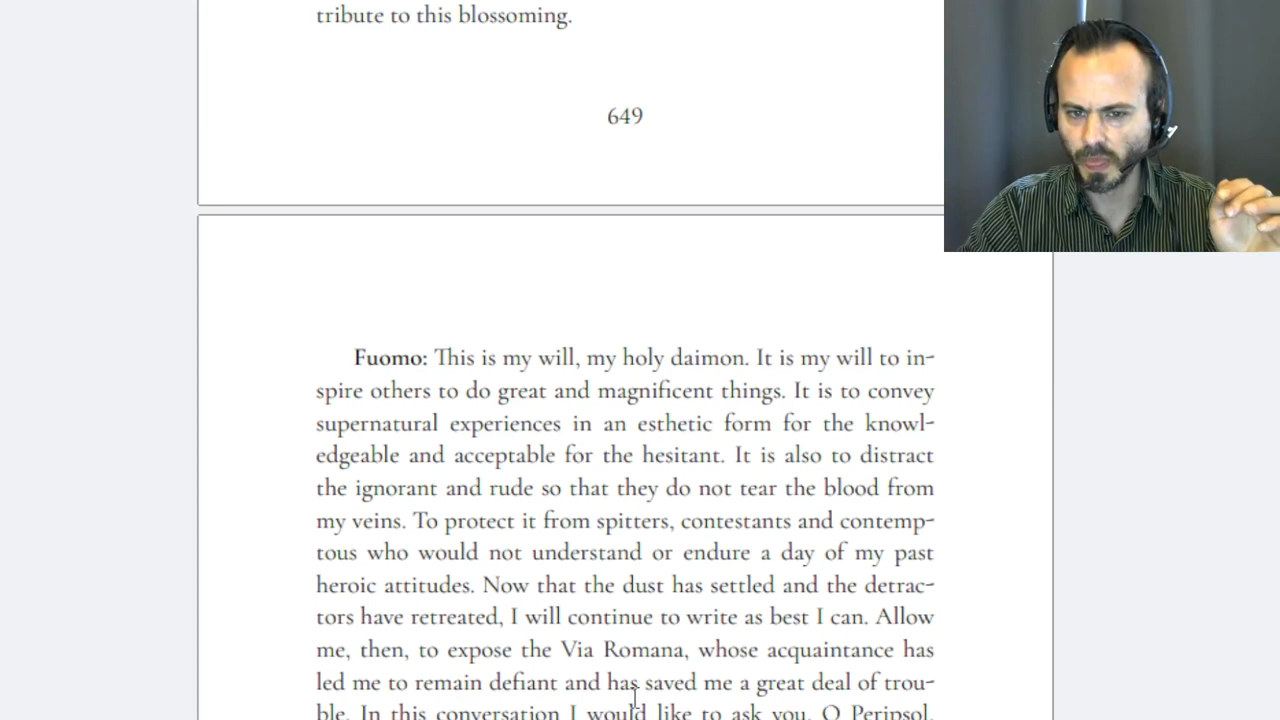 tribute to this blossoming.
649
Fuomo: This is my will, my holy daimon. It is my will to in-
spire others to do great and magnificent things. It is to convey
supernatural experiences in an esthetic form for the knowl-
edgeable and acceptable for the hesitant. It is also to distract
the ignorant and rude so that they do not tear the blood from
my veins. To protect it from spitters, contestants and contemp-
tous who would not understand or endure a day of my past
heroic attitudes. Now that the dust has settled and the detrac-
tors have retreated, I will continue to write as best I can. Allow
me, then, to expose the Via Romana, whose acquaintance has
led me to remain defiant and has saved me a great deal of trou-
ble. In this conversation I would like to ask you, O Peripsol,